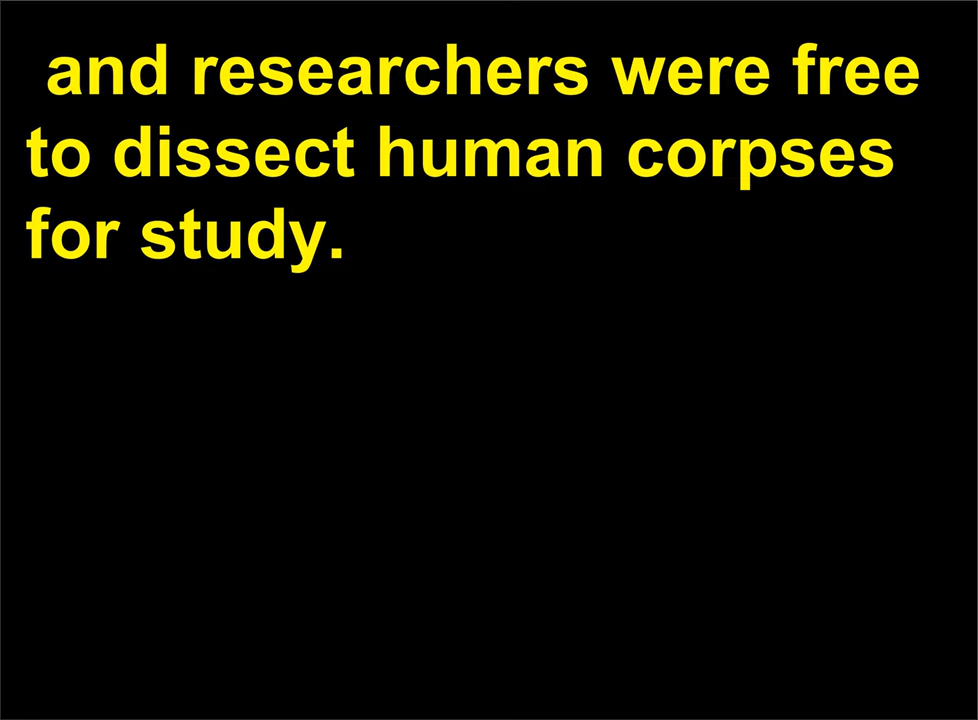 and researchers were free
to dissect human corpses
for study.